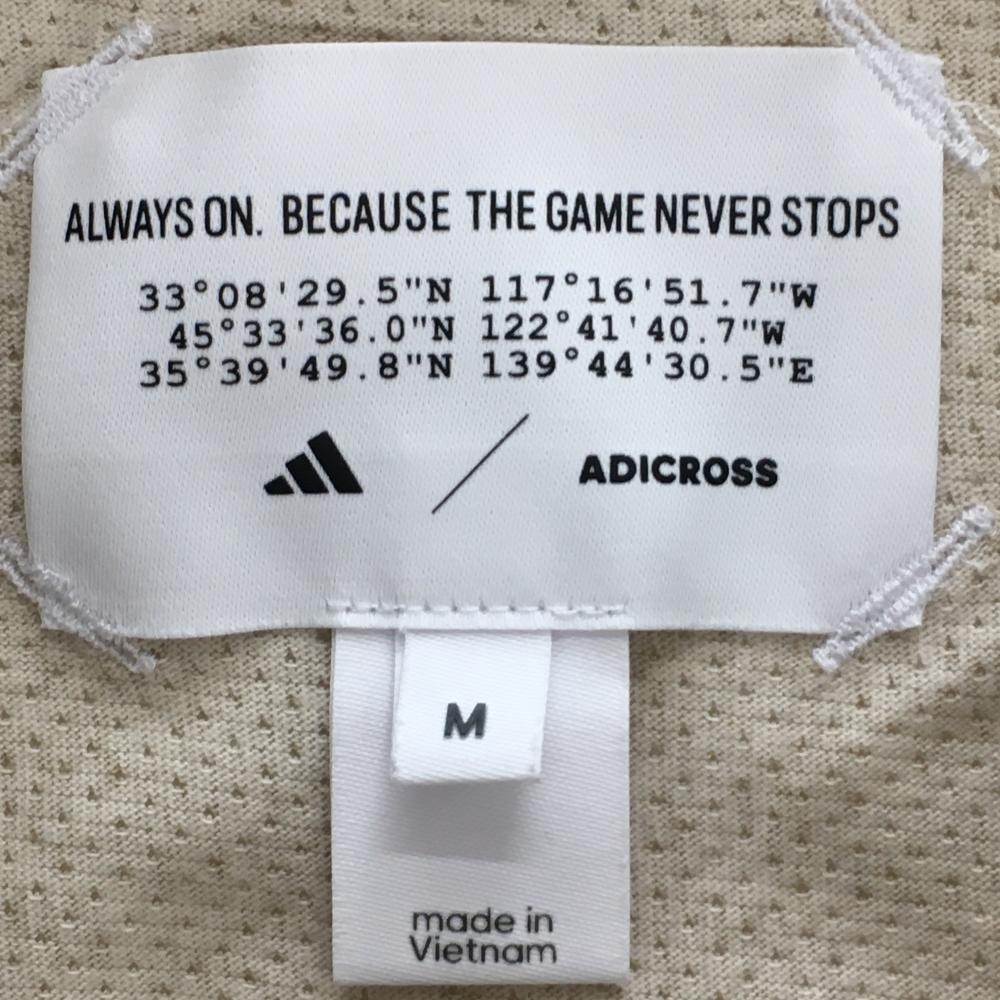 ALWAYS ON. BECAUSE THE GAME NEVER STOPS
33°08'29.5"N 117°16'51.7"W
45°33'36.0"N 122°41'40.7"W
35°39'49.8"N 139°44'30.5"E
ADICROSS
M
made in
Vietnam